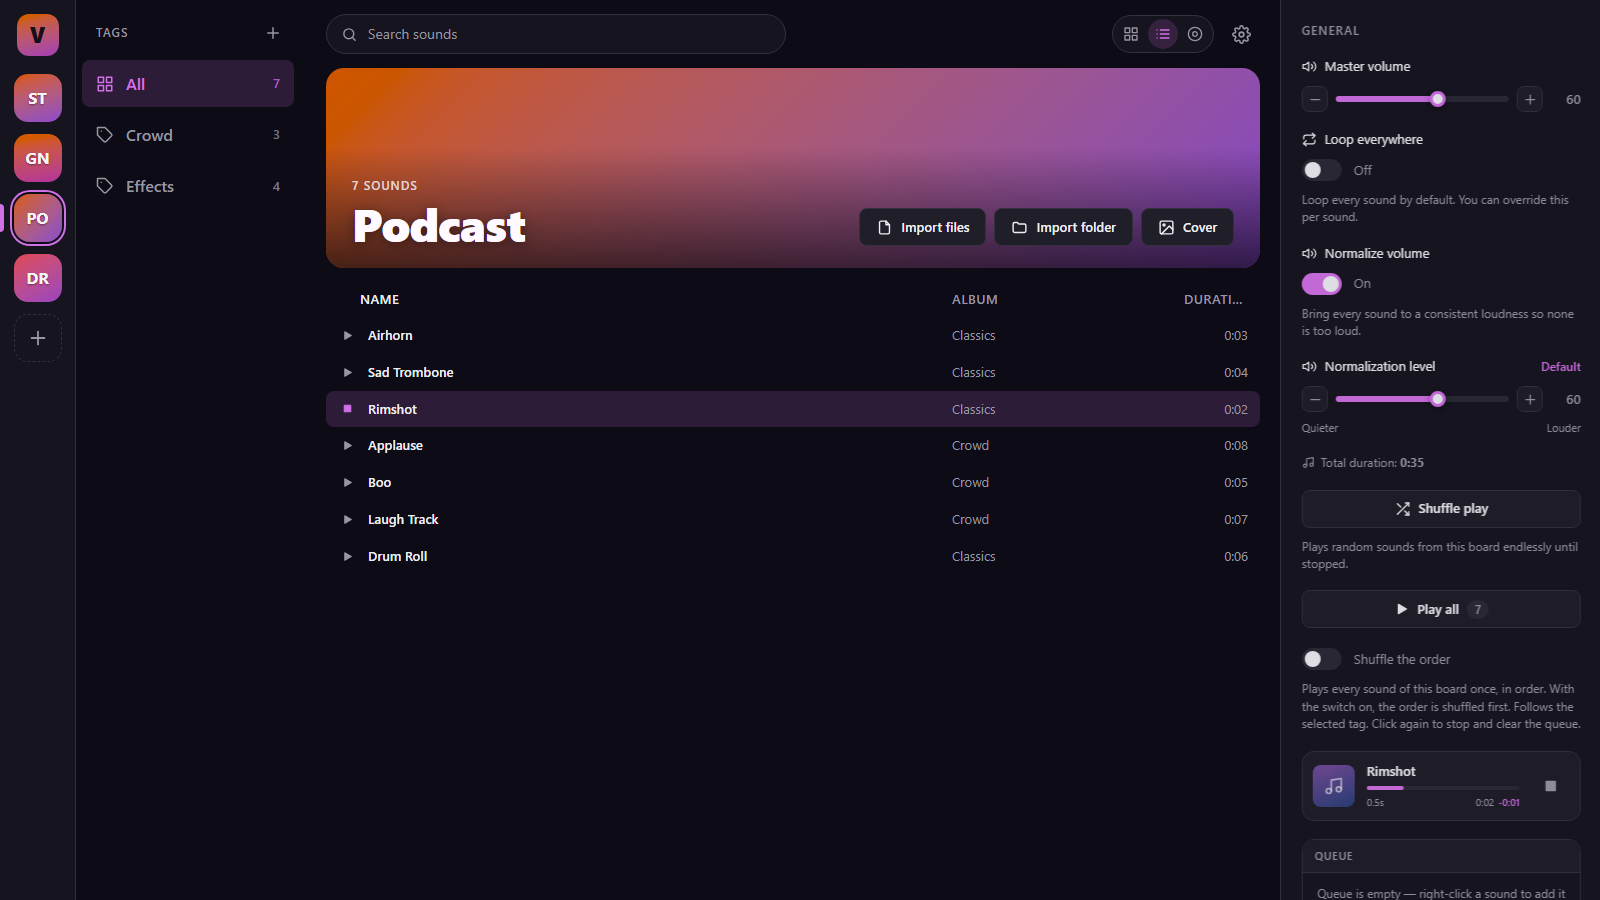 V
ST
GN
PO
DR
TAGS
All 7
Crowd 3
Effects 4
Search sounds
7 SOUNDS
Podcast
Import files
Import folder
Cover
NAME ALBUM DURATI...
Airhorn Classics 0:03
Sad Trombone Classics 0:04
Rimshot Classics 0:02
Applause Crowd 0:08
Boo Crowd 0:05
Laugh Track Crowd 0:07
Drum Roll Classics 0:06
GENERAL
Master volume
60
Loop everywhere
Off
Loop every sound by default. You can override this
per sound.
Normalize volume
On
Bring every sound to a consistent loudness so none
is too loud.
Normalization level Default
60
Quieter Louder
Total duration: 0:35
Shuffle play
Plays random sounds from this board endlessly until
stopped.
Play all 7
Shuffle the order
Plays every sound of this board once, in order. With
the switch on, the order is shuffled first. Follows the
selected tag. Click again to stop and clear the queue.
Rimshot
0.5s 0:02 -0:01
QUEUE
Queue is empty — right-click a sound to add it